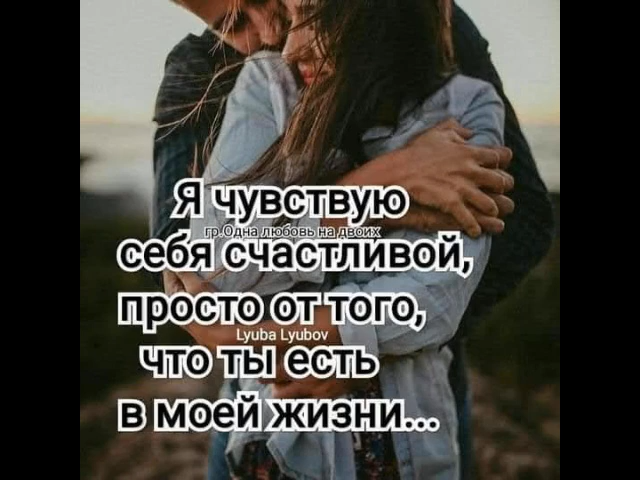 Я чувствую
гр.Одна любовь на двоих
себя счастливой,
просто от того,
Lyuba Lyubov
что ты есть
в моей жизни...